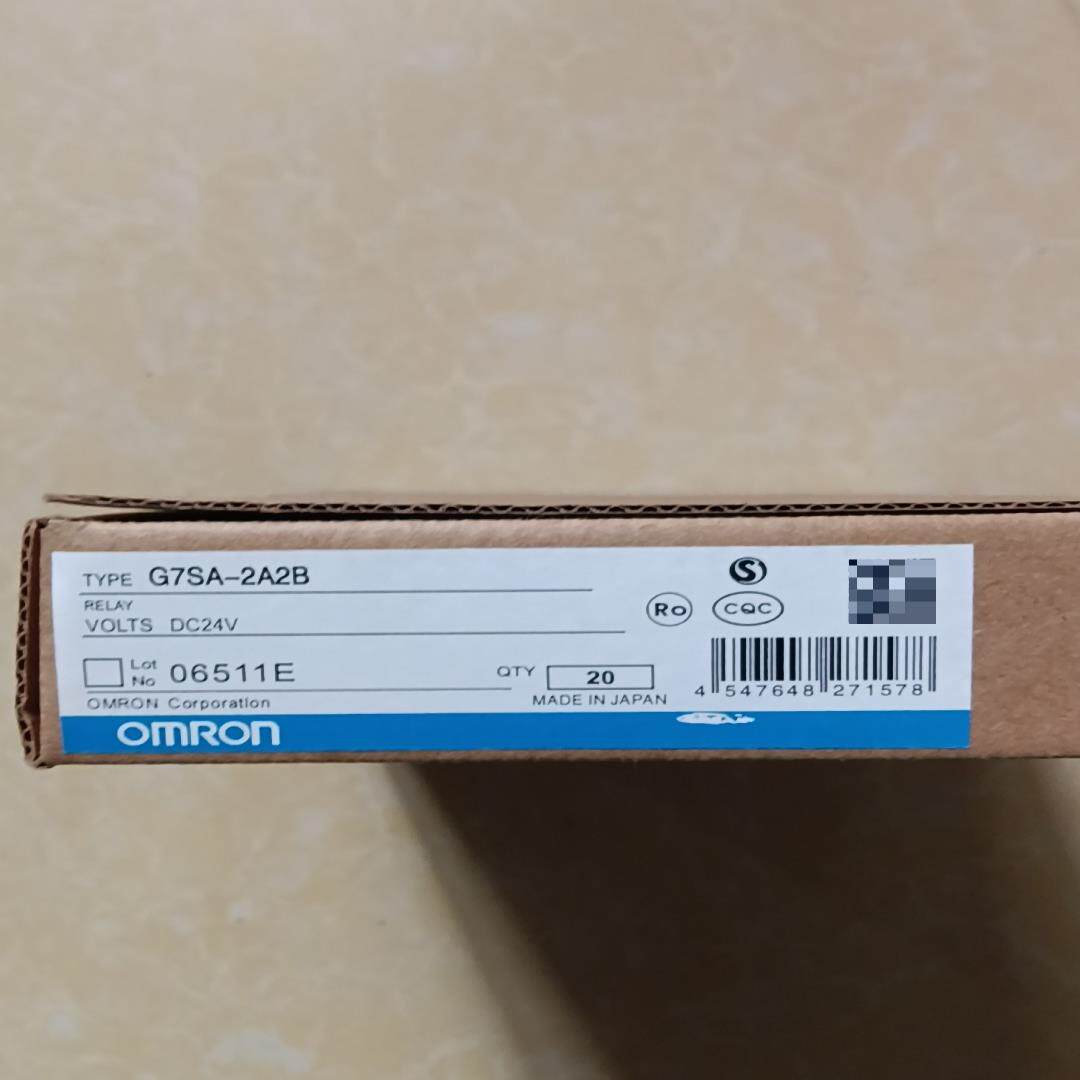 TYPE G7SA-2A2B
RELAY
VOLTS DC24V
Lot No 06511E
QTY 20
OMRON Corporation
MADE IN JAPAN
S
Ro
CQC
4 547648 271578
OMRON